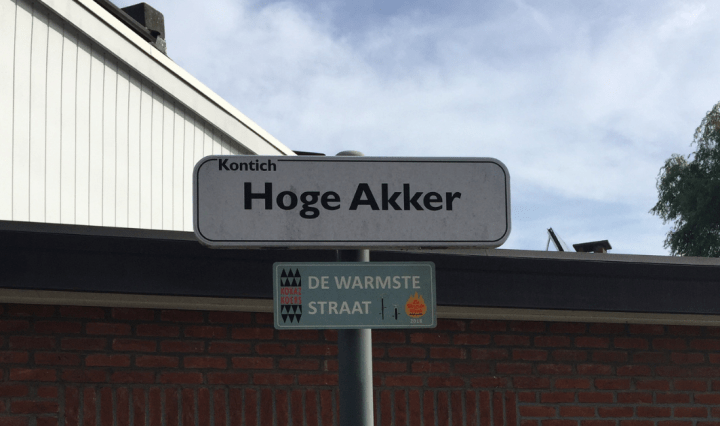 Kontich
Hoge Akker
DE WARMSTE
STRAAT